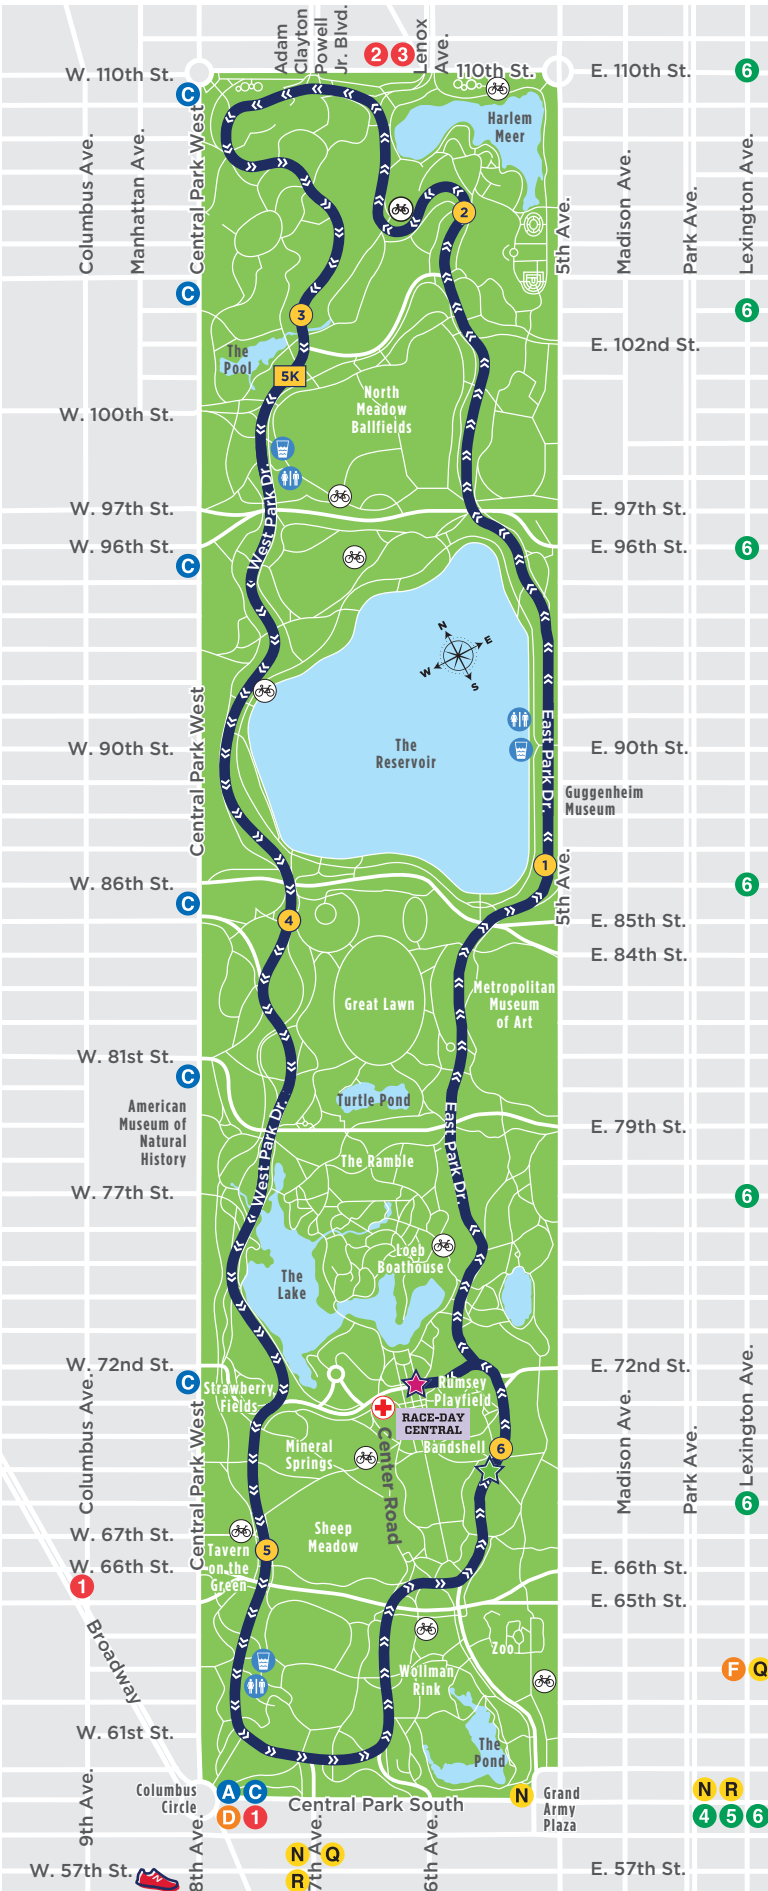 Adam
Clayton
Powell
Jr. Blvd.
2
3
Lenox
Ave.
W. 110th St.
110th St.
E. 110th St.
6
C
Harlem
Meer
Columbus Ave.
Manhattan Ave.
Central Park West
5th Ave.
Madison Ave.
Park Ave.
Lexington Ave.
2
C
3
6
E. 102nd St.
The
Pool
5K
North
Meadow
Ballfields
W. 100th St.
West Park Dr.
W. 97th St.
E. 97th St.
W. 96th St.
E. 96th St.
C
6
N
E
W
S
Central Park West
W. 90th St.
The
Reservoir
East Park Dr.
E. 90th St.
Guggenheim
Museum
1
5th Ave.
W. 86th St.
6
C
4
E. 85th St.
E. 84th St.
Great Lawn
Metropolitan
Museum
of Art
W. 81st St.
C
American
Museum of
Natural
History
Turtle Pond
West Park Dr.
East Park Dr.
E. 79th St.
The Ramble
W. 77th St.
6
Loeb
Boathouse
The
Lake
W. 72nd St.
E. 72nd St.
C
Strawberry
Fields
Rumsey
Playfield
RACE-DAY
CENTRAL
Bandshell
6
Mineral
Springs
Center Road
Columbus Ave.
Central Park West
Madison Ave.
Park Ave.
Lexington Ave.
6
W. 67th St.
Sheep
Meadow
5
Tavern
on the
Green
W. 66th St.
E. 66th St.
1
E. 65th St.
Broadway
Zoo
F
Q
Wollman
Rink
W. 61st St.
The
Pond
Columbus
Circle
A
C
D
1
Central Park South
N
Grand
Army
Plaza
N
R
4
5
6
9th Ave.
8th Ave.
7th Ave.
6th Ave.
N
Q
R
W. 57th St.
E. 57th St.